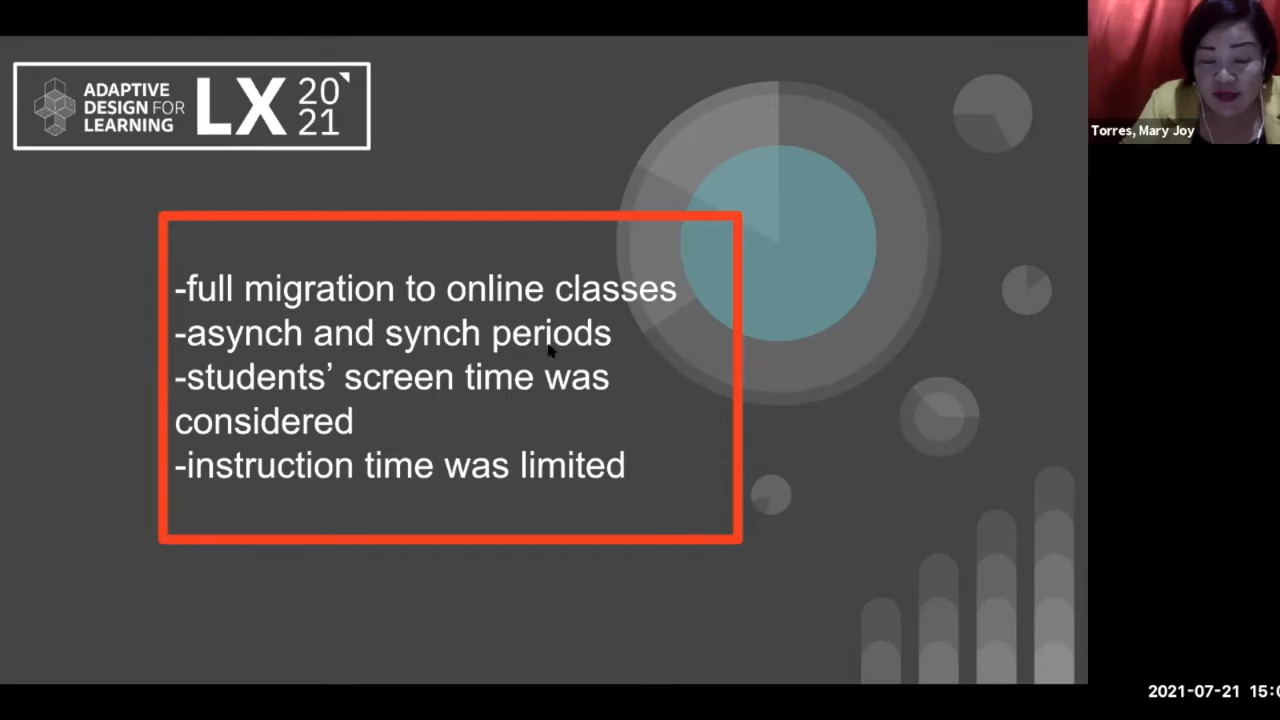 ADAPTIVE
DESIGN FOR
LEARNING
LX
20
21
Torres, Mary Joy
-full migration to online classes
-asynch and synch periods
-students’ screen time was
considered
-instruction time was limited
2021-07-21 15:0